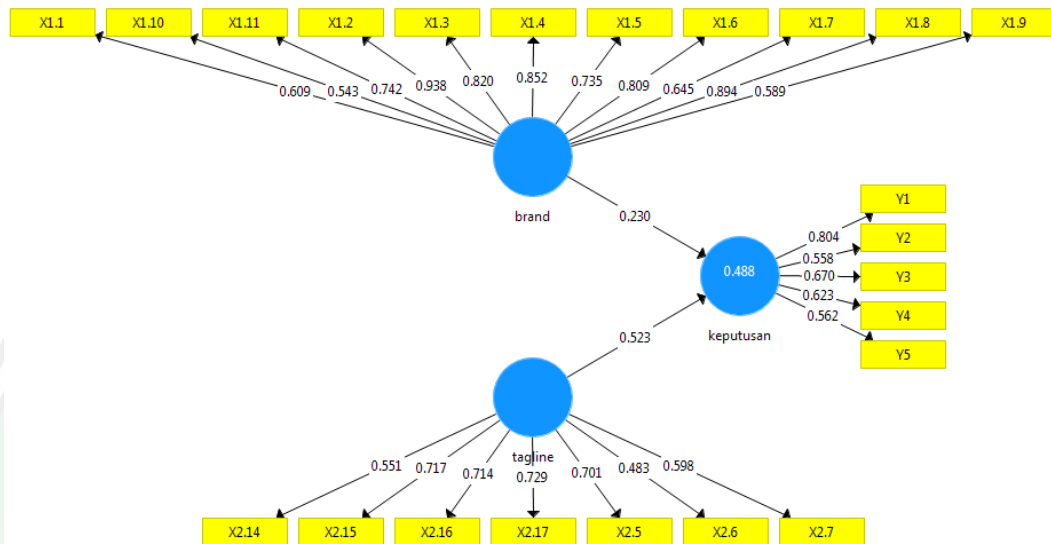 X1.1 X1.10 X1.11 X1.2 X1.3 X1.4 X1.5 X1.6 X1.7 X1.8 X1.9
0.609 0.543 0.742 0.938 0.820 0.852 0.735 0.809 0.645 0.894 0.589
brand
0.230
Y1
0.804
Y2
0.558
0.488
0.670
Y3
0.623
Y4
0.562
keputusan
Y5
0.523
tagline
0.551 0.717 0.714 0.729 0.701 0.483 0.598
X2.14 X2.15 X2.16 X2.17 X2.5 X2.6 X2.7